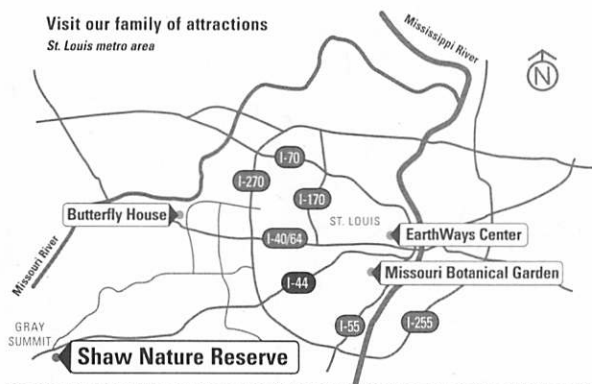 Visit our family of attractions
St. Louis metro area
Mississippi River
N
I-70
I-270
I-170
Butterfly House
ST. LOUIS
EarthWays Center
I-40/64
Missouri River
Missouri Botanical Garden
I-44
GRAY
SUMMIT
I-55
I-255
Shaw Nature Reserve